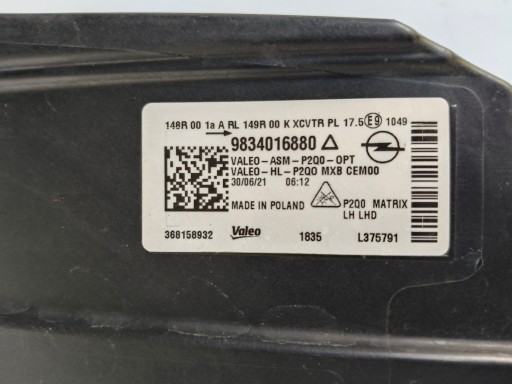 148R 00 1a A RL 149R 00 K XCVTR PL 17.5 E9 1049
9834016880
VALEO-ASM-P2Q0-OPT
VALEO-HL-P2QO MXB CEM00
30/06/21 06:12
MADE IN POLAND P2Q0 MATRIX
LH LHD
368158932 Valeo 1835 L375791